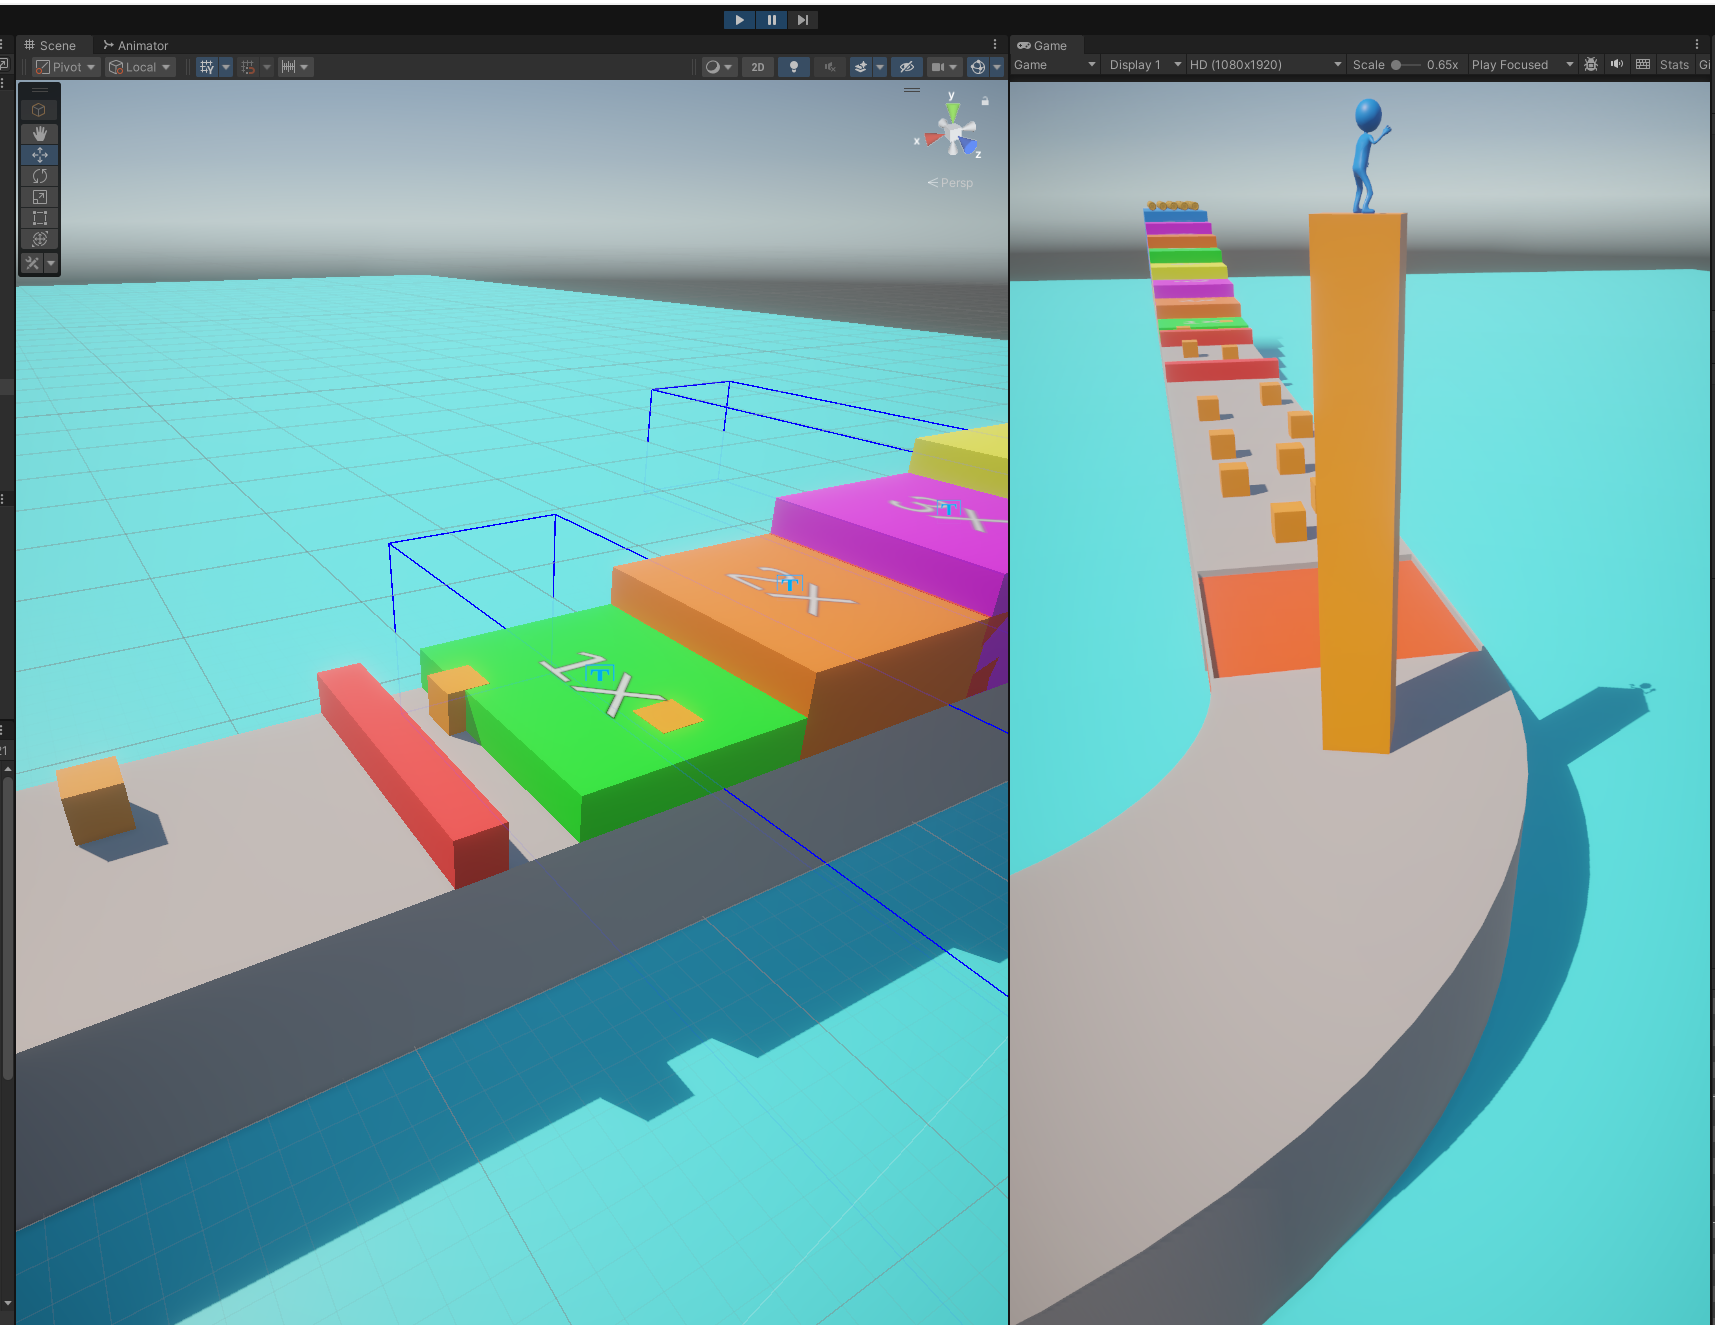 Scene
Animator
Pivot
Local
2D
Game
Game
Display 1
HD (1080x1920)
Scale
0.65x
Play Focused
Stats
Gi
y
x
z
Persp
21
1X
2X
3X
T
T
T